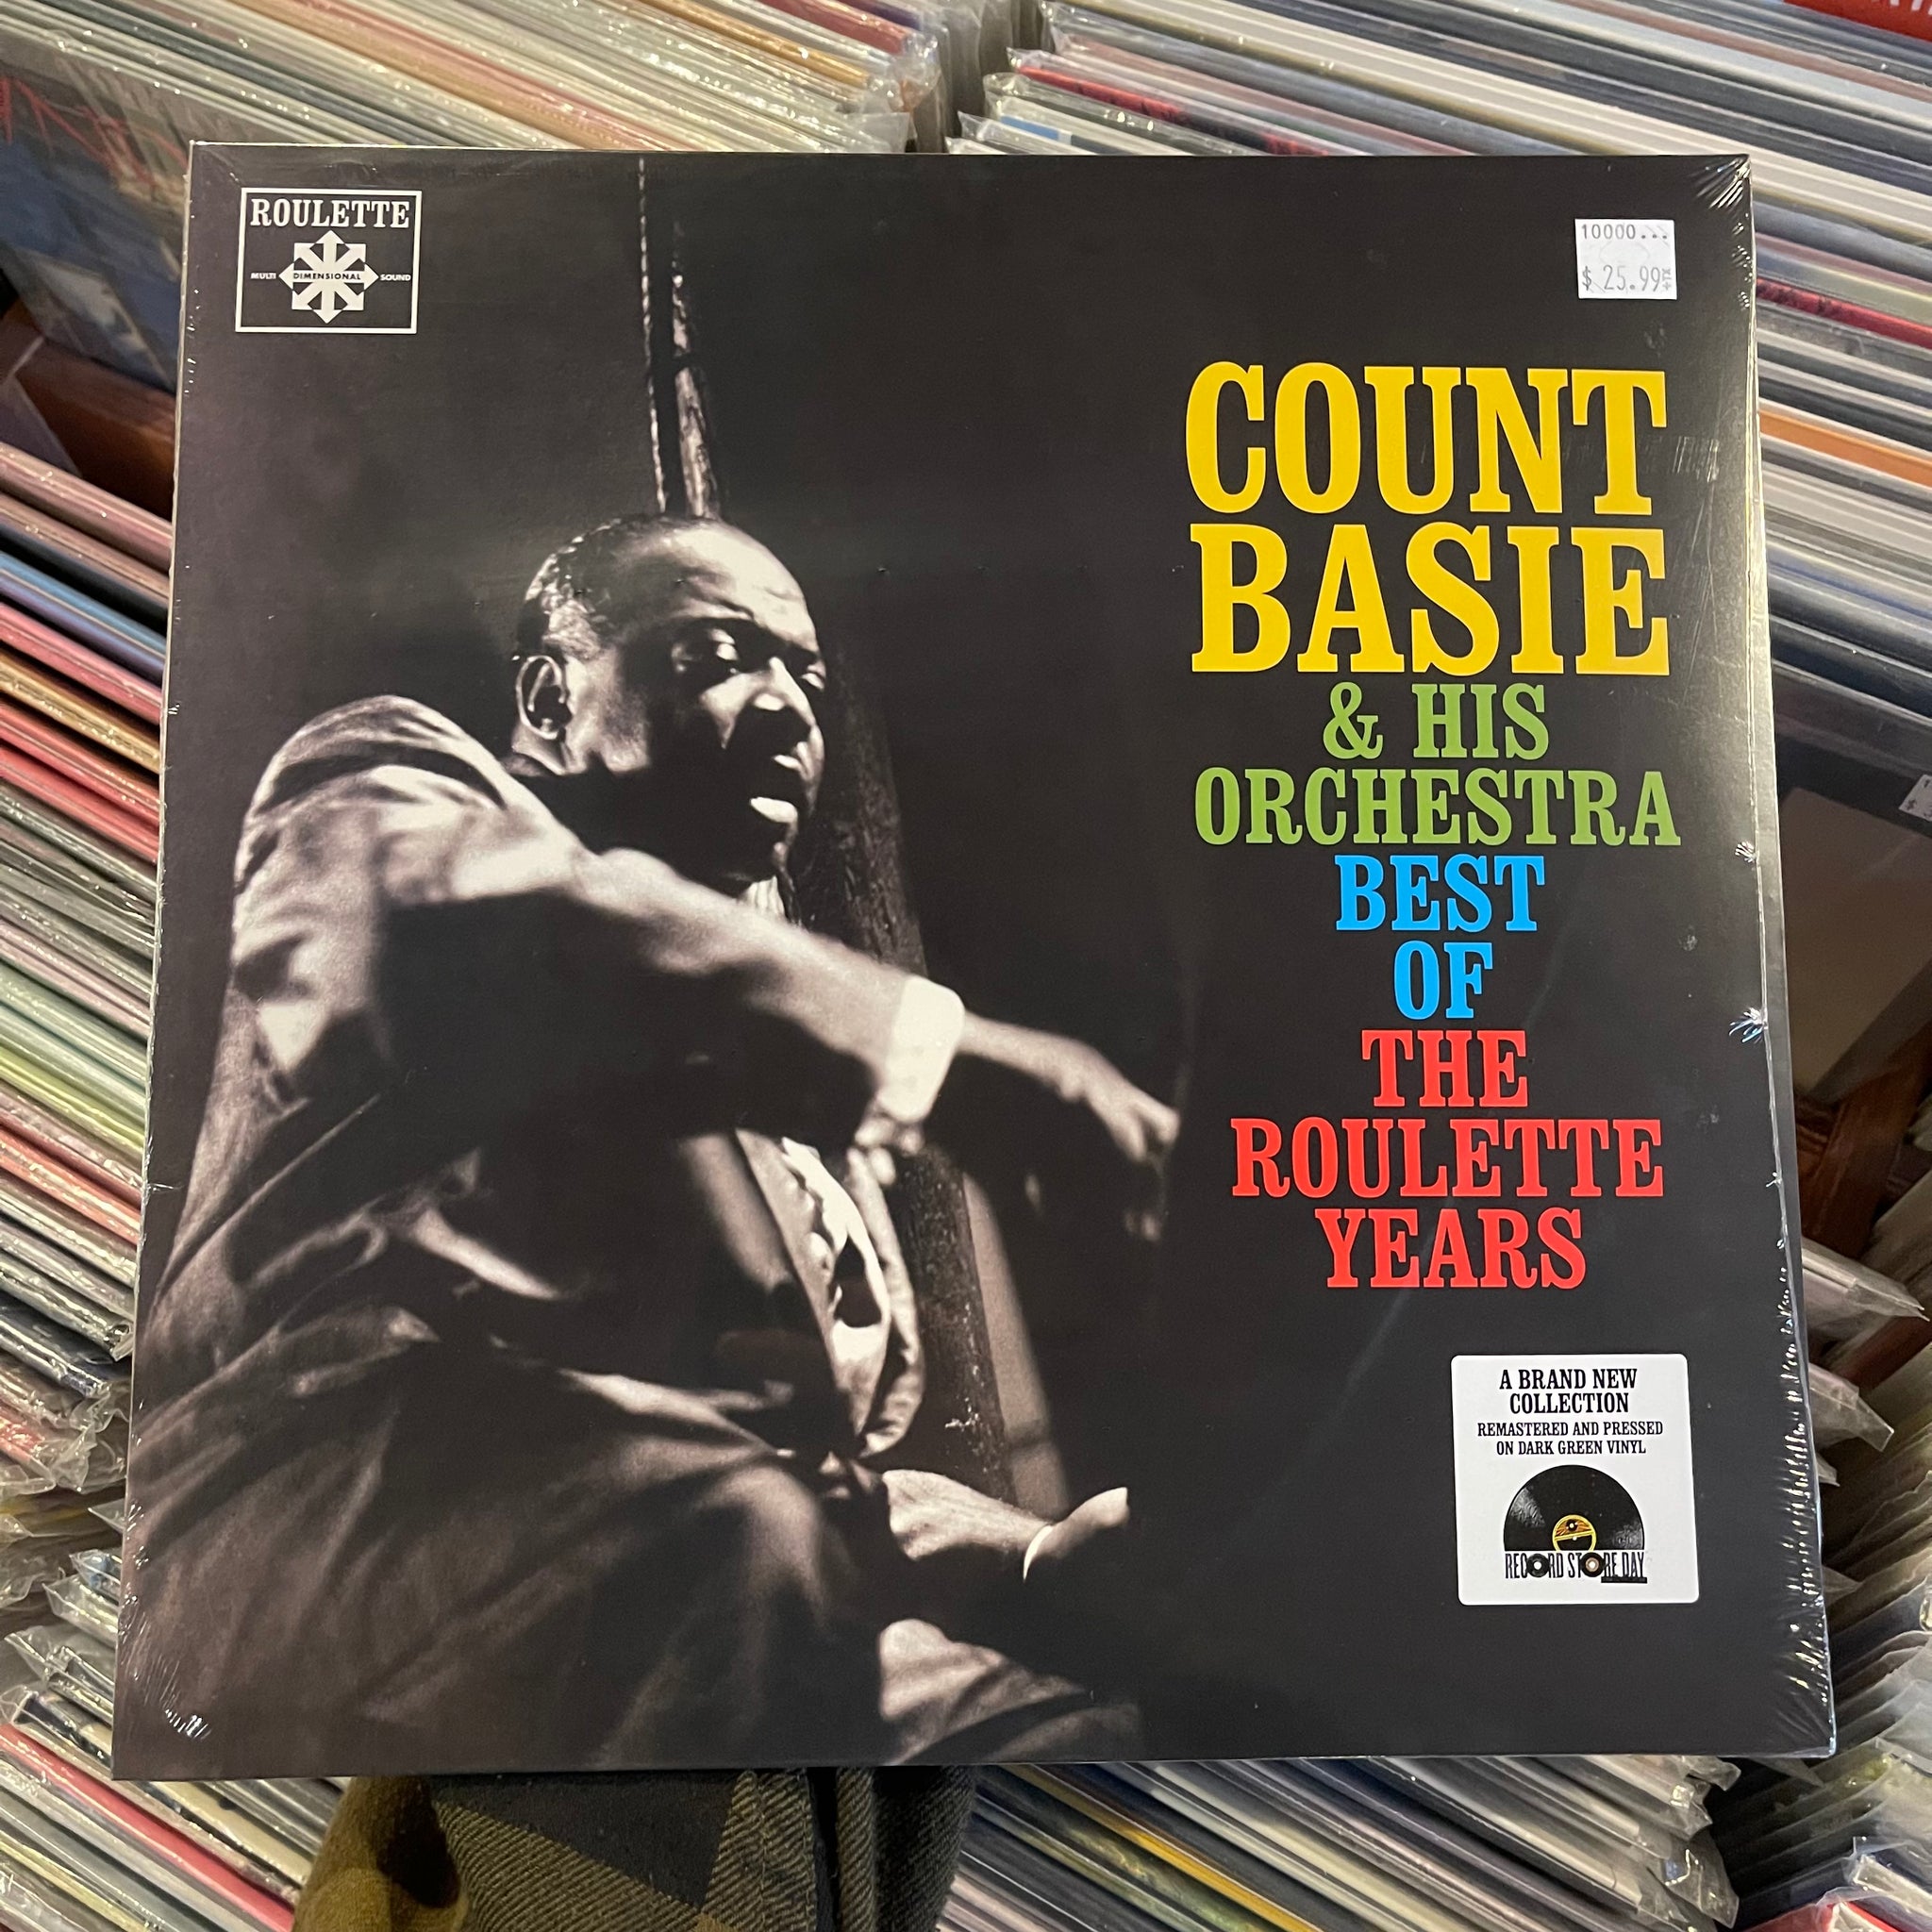 ROULETTE
MULTI DIMENSIONAL SOUND
10000...
$ 25.99
COUNT
BASIE
& HIS
ORCHESTRA
BEST
OF
THE
ROULETTE
YEARS
A BRAND NEW
COLLECTION
REMASTERED AND PRESSED
ON DARK GREEN VINYL
RECORD STORE DAY